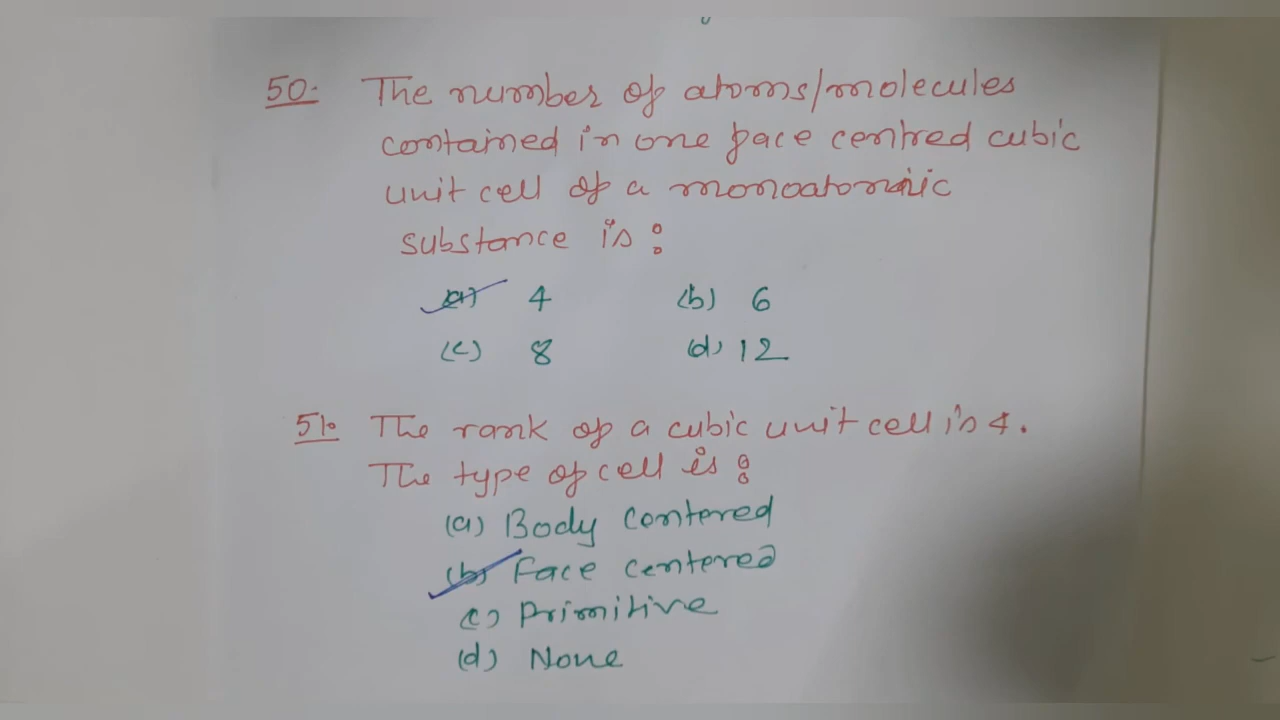 50. The number of atoms/molecules
contained in one face centred cubic
unit cell of a monoatomic
substance is :
(a) 4 (b) 6
(c) 8 (d) 12
51. The rank of a cubic unit cell is 4.
The type of cell is :
(a) Body centered
(b) Face centered
(c) Primitive
(d) None